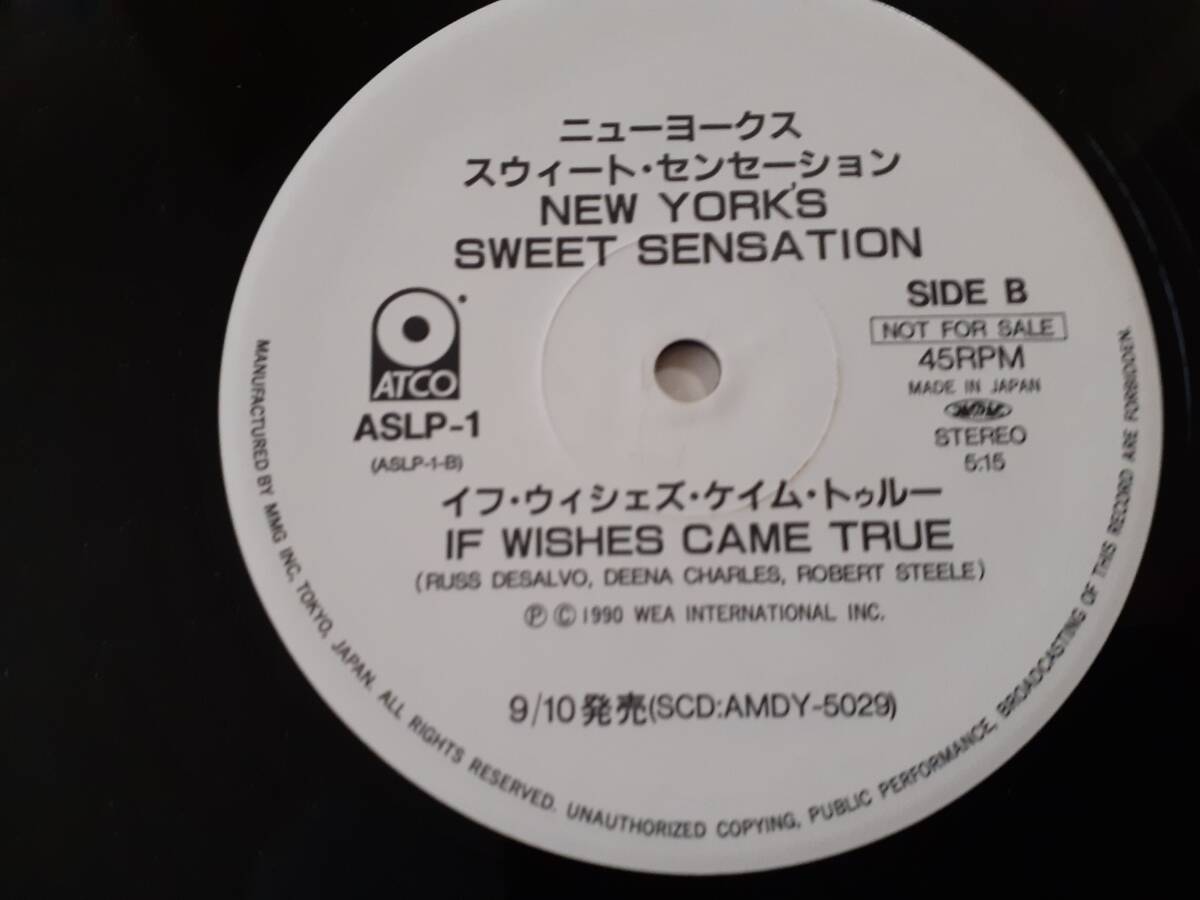 ニューヨークス
スウィート・センセーション
NEW YORK'S
SWEET SENSATION
ATCO
ASLP-1
(ASLP-1-B)
SIDE B
NOT FOR SALE
45RPM
MADE IN JAPAN
STEREO
5:15
イフ・ウィシェズ・ケイム・トゥルー
IF WISHES CAME TRUE
(RUSS DESALVO, DEENA CHARLES, ROBERT STEELE)
Ⓟ Ⓒ 1990 WEA INTERNATIONAL INC.
9/10発売(SCD:AMDY-5029)
MANUFACTURED BY MMG INC, TOKYO, JAPAN. ALL RIGHTS RESERVED. UNAUTHORIZED COPYING, PUBLIC PERFORMANCE, BROADCASTING OF THIS RECORD ARE FORBIDDEN.